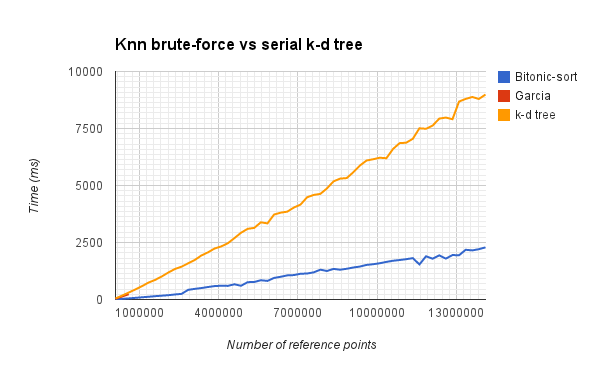 Knn brute-force vs serial k-d tree
10000
7500
5000
2500
0
Time (ms)
1000000
4000000
7000000
10000000
13000000
Number of reference points
Bitonic-sort
Garcia
k-d tree